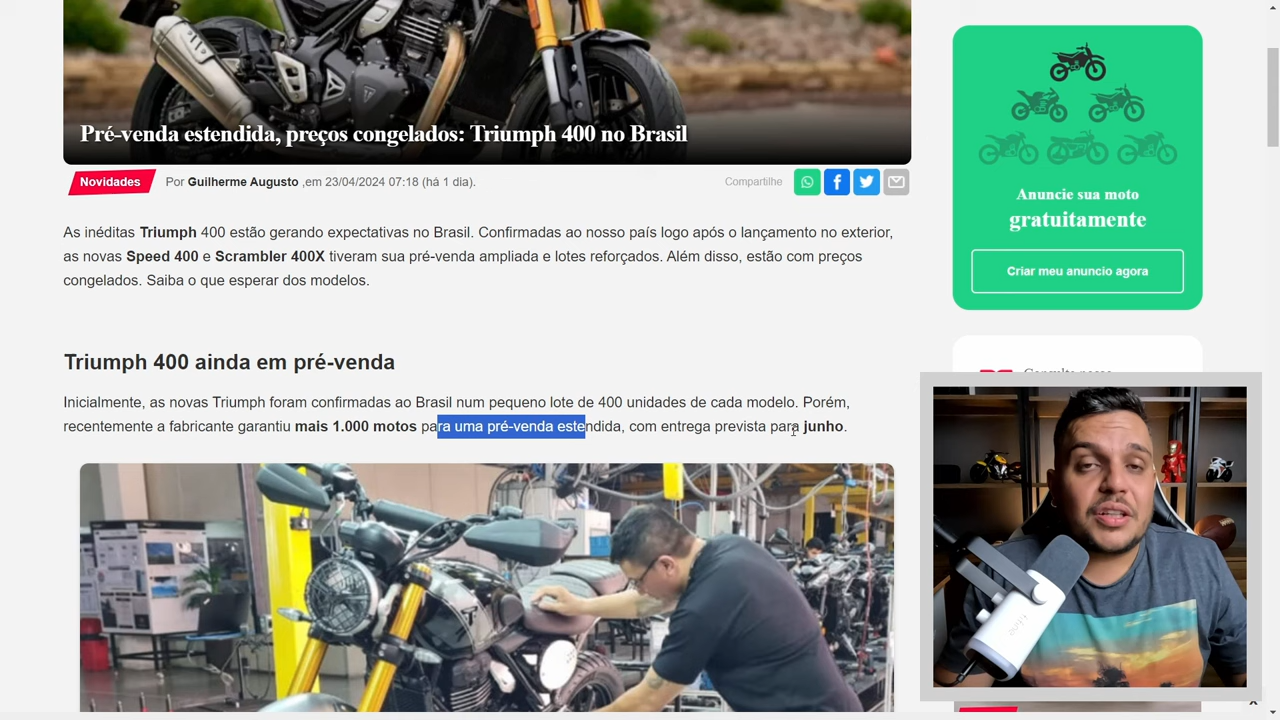 Pré-venda estendida, preços congelados: Triumph 400 no Brasil
Novidades
Por Guilherme Augusto ,em 23/04/2024 07:18 (há 1 dia).
Compartilhe
As inéditas Triumph 400 estão gerando expectativas no Brasil. Confirmadas ao nosso país logo após o lançamento no exterior,
as novas Speed 400 e Scrambler 400X tiveram sua pré-venda ampliada e lotes reforçados. Além disso, estão com preços
congelados. Saiba o que esperar dos modelos.
Triumph 400 ainda em pré-venda
Inicialmente, as novas Triumph foram confirmadas ao Brasil num pequeno lote de 400 unidades de cada modelo. Porém,
recentemente a fabricante garantiu mais 1.000 motos para uma pré-venda estendida, com entrega prevista para junho.
Anuncie sua moto
gratuitamente
Criar meu anuncio agora